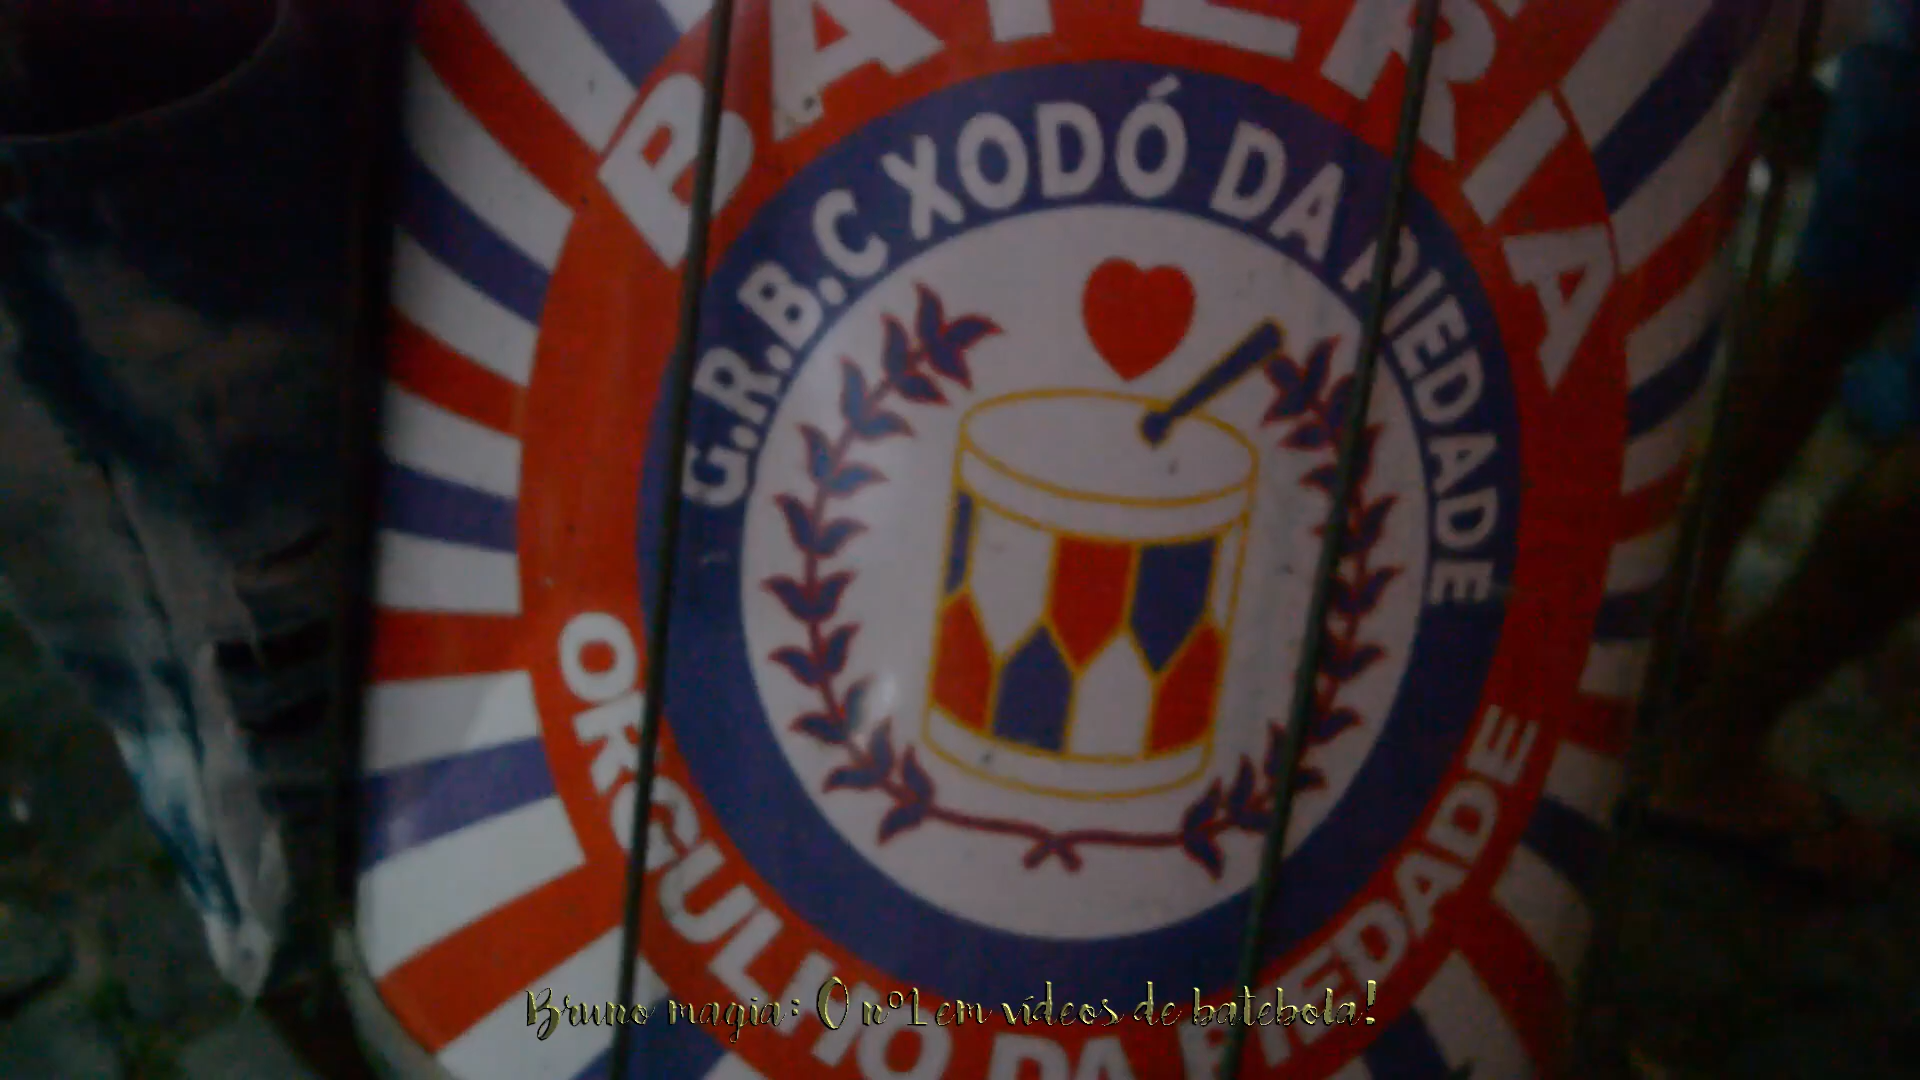 BATERIA
G.R.B.C XODÓ DA PIEDADE
ORGULHO DA PIEDADE
Bruno magia: O nº1 em vídeos de batebola!